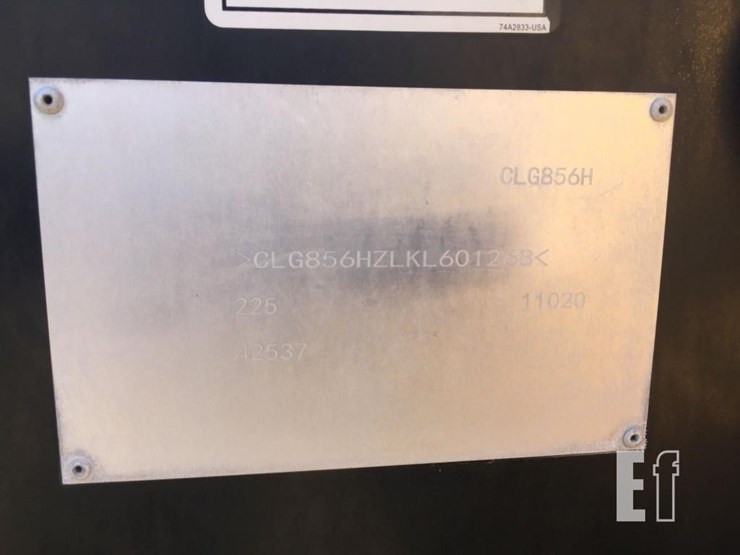 74A2833-USA
CLG856H
>CLG856HZLKL601268<
225
11020
A2537
Ef